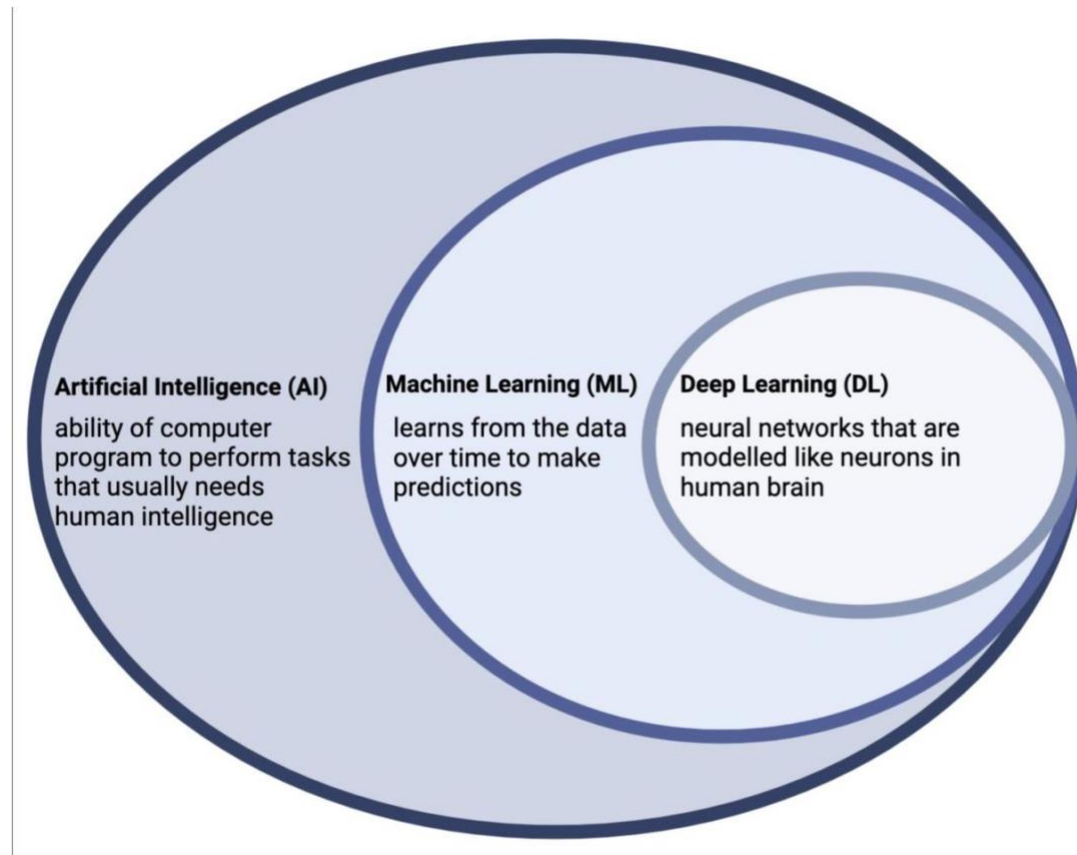 Artificial Intelligence (AI)
ability of computer
program to perform tasks
that usually needs
human intelligence
Machine Learning (ML)
learns from the data
over time to make
predictions
Deep Learning (DL)
neural networks that are
modelled like neurons in
human brain